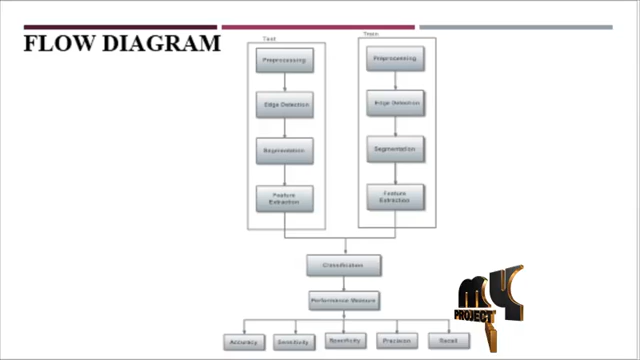 FLOW DIAGRAM
Test
Train
Preprocessing
Edge Detection
Segmentation
Feature
Extraction
Preprocessing
Edge Detection
Segmentation
Feature
Extraction
Classification
Performance Measure
Accuracy
Sensitivity
Specificity
Precision
Recall
MY
PROJECT